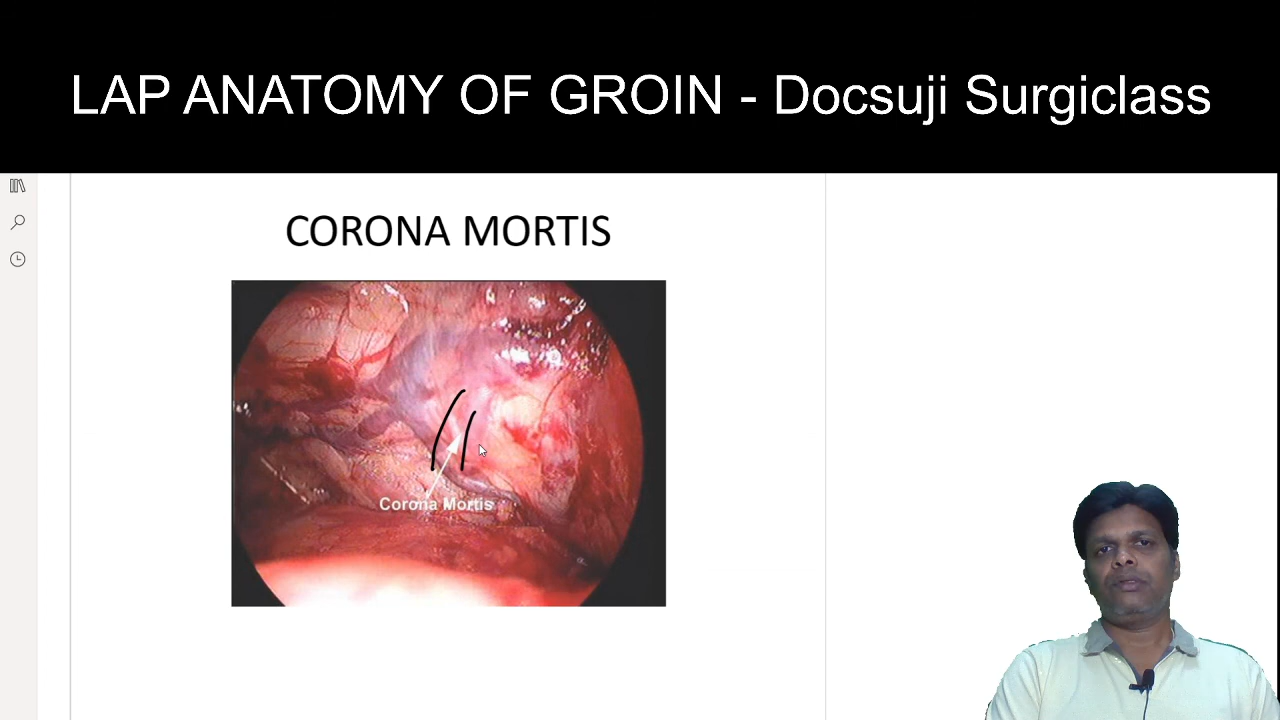 LAP ANATOMY OF GROIN - Docsuji Surgiclass
CORONA MORTIS
Corona Mortis